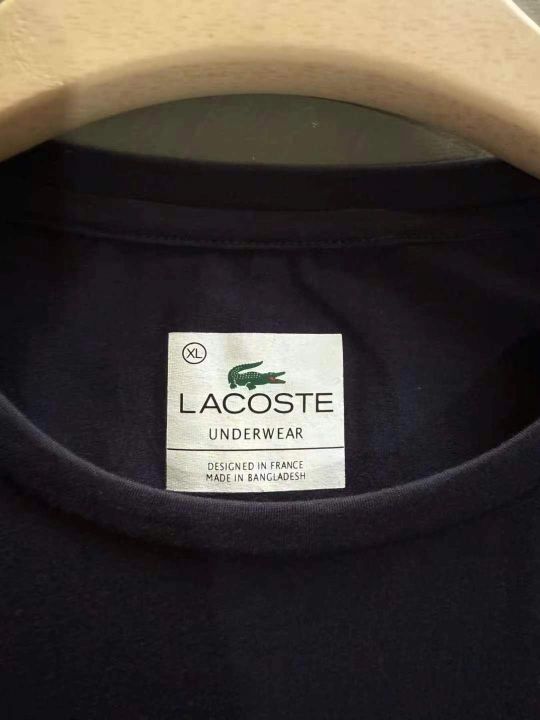 XL
LACOSTE
UNDERWEAR
DESIGNED IN FRANCE
MADE IN BANGLADESH